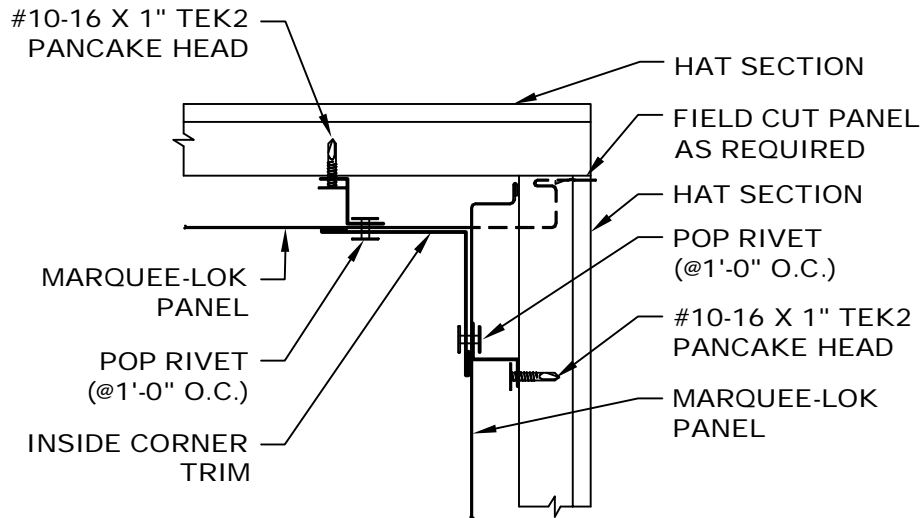 #10-16 X 1" TEK2
PANCAKE HEAD
HAT SECTION
FIELD CUT PANEL
AS REQUIRED
HAT SECTION
POP RIVET
(@1'-0" O.C.)
#10-16 X 1" TEK2
PANCAKE HEAD
MARQUEE-LOK
PANEL
MARQUEE-LOK
PANEL
POP RIVET
(@1'-0" O.C.)
INSIDE CORNER
TRIM